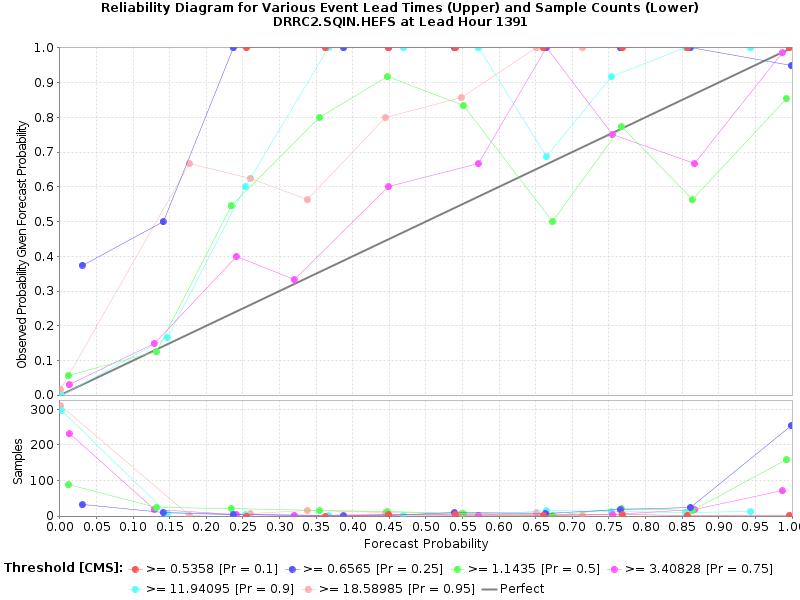 Reliability Diagram for Various Event Lead Times (Upper) and Sample Counts (Lower)
DRRC2.SQIN.HEFS at Lead Hour 1391
Observed Probability Given Forecast Probability
1.0
0.9
0.8
0.7
0.6
0.5
0.4
0.3
0.2
0.1
0.0
Samples
300
200
100
0
0.00 0.05 0.10 0.15 0.20 0.25 0.30 0.35 0.40 0.45 0.50 0.55 0.60 0.65 0.70 0.75 0.80 0.85 0.90 0.95 1.0
Forecast Probability
Threshold [CMS]: >= 0.5358 [Pr = 0.1] >= 0.6565 [Pr = 0.25] >= 1.1435 [Pr = 0.5] >= 3.40828 [Pr = 0.75]
>= 11.94095 [Pr = 0.9] >= 18.58985 [Pr = 0.95] Perfect